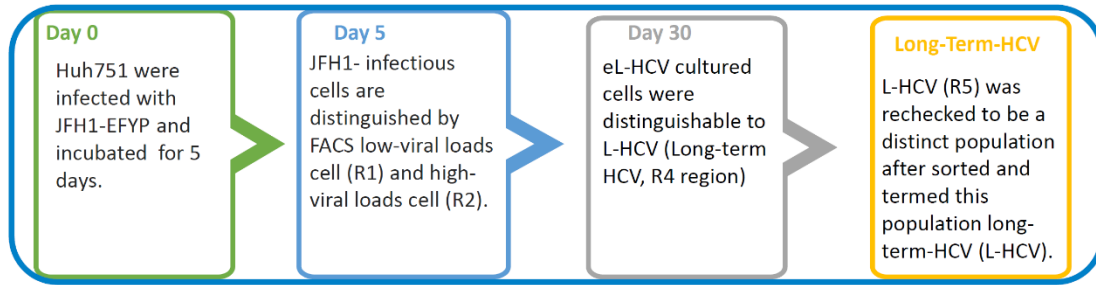 Day 0
Huh751 were
infected with
JFH1-EFYP and
incubated for 5
days.
Day 5
JFH1- infectious
cells are
distinguished by
FACS low-viral loads
cell (R1) and high-
viral loads cell (R2).
Day 30
eL-HCV cultured
cells were
distinguishable to
L-HCV (Long-term
HCV, R4 region)
Long-Term-HCV
L-HCV (R5) was
rechecked to be a
distinct population
after sorted and
termed this
population long-
term-HCV (L-HCV).